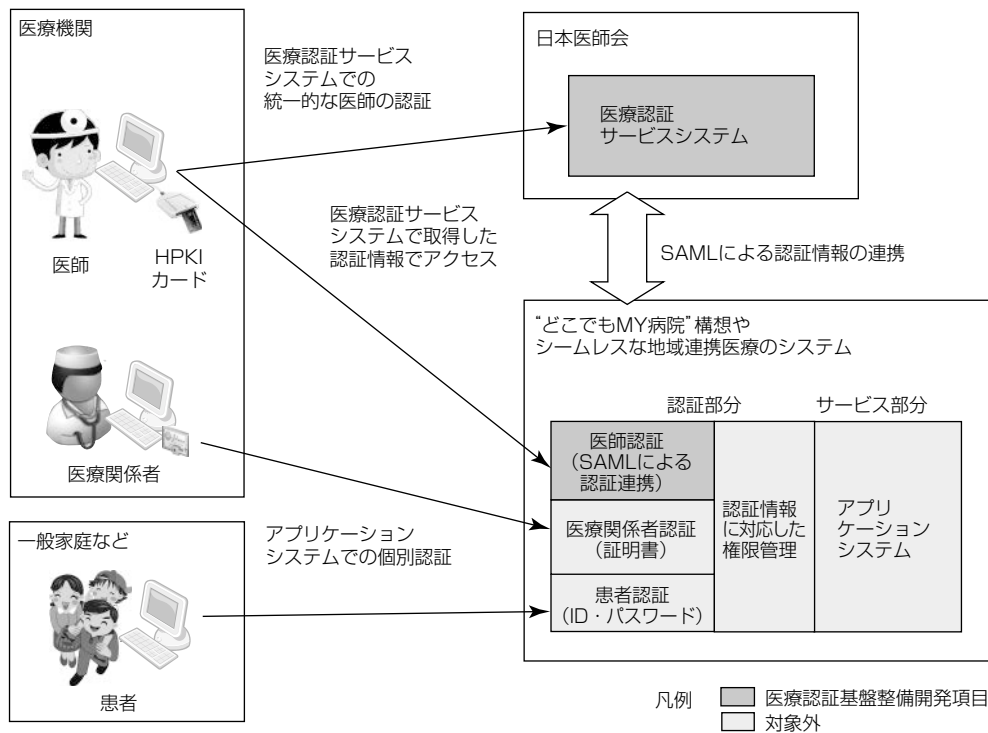 医療機関
医療認証サービス
システムでの
統一的な医師の認証
日本医師会
医療認証
サービスシステム
医師
HPKI
カード
医療認証サービス
システムで取得した
認証情報でアクセス
SAMLによる認証情報の連携
“どこでもMY病院”構想や
シームレスな地域連携医療のシステム
認証部分
サービス部分
医師認証
（SAMLによる
認証連携）
医療関係者認証
（証明書）
患者認証
（ID・パスワード）
認証情報
に対応した
権限管理
アプリ
ケーション
システム
医療関係者
一般家庭など
アプリケーション
システムでの個別認証
患者
凡例
医療認証基盤整備開発項目
対象外